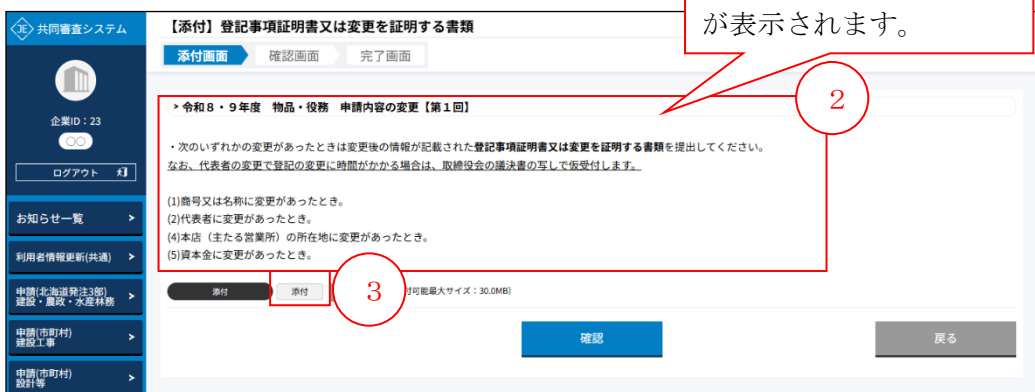 JE 共同審査システム
企業ID：23
○○
ログアウト
お知らせ一覧 >
利用者情報更新(共通) >
申請(北海道発注3部)
建設・農政・水産林務 >
申請(市町村)
建設工事 >
申請(市町村)
設計等 >
【添付】登記事項証明書又は変更を証明する書類
添付画面 確認画面 完了画面
が表示されます。
２
> 令和８・９年度 物品・役務 申請内容の変更【第１回】
・次のいずれかの変更があったときは変更後の情報が記載された登記事項証明書又は変更を証明する書類を提出してください。
なお、代表者の変更で登記の変更に時間がかかる場合は、取締役会の議決書の写しで仮受付します。
(1)商号又は名称に変更があったとき。
(2)代表者に変更があったとき。
(4)本店（主たる営業所）の所在地に変更があったとき。
(5)資本金に変更があったとき。
添付 添付 ３ 可能最大サイズ：30.0MB)
確認 戻る